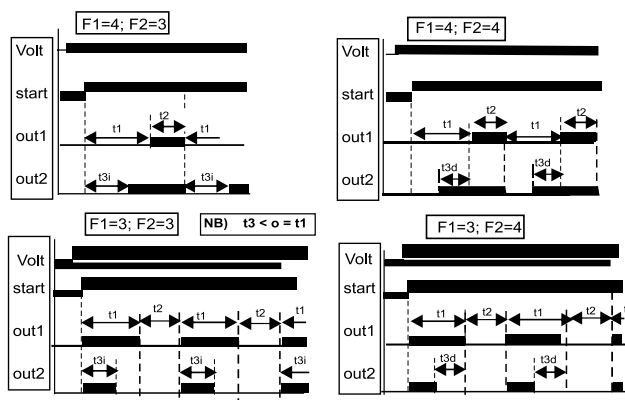 F1=4; F2=3
Volt
start
out1
out2
t2
t1
t1
t3i
t3i
F1=4; F2=4
Volt
start
out1
out2
t2
t2
t1
t1
t3d
t3d
F1=3; F2=3
NB) t3 < o = t1
Volt
start
out1
out2
t1
t2
t1
t2
t1
t3i
t3i
t3i
F1=3; F2=4
Volt
start
out1
out2
t1
t2
t1
t2
t3d
t3d